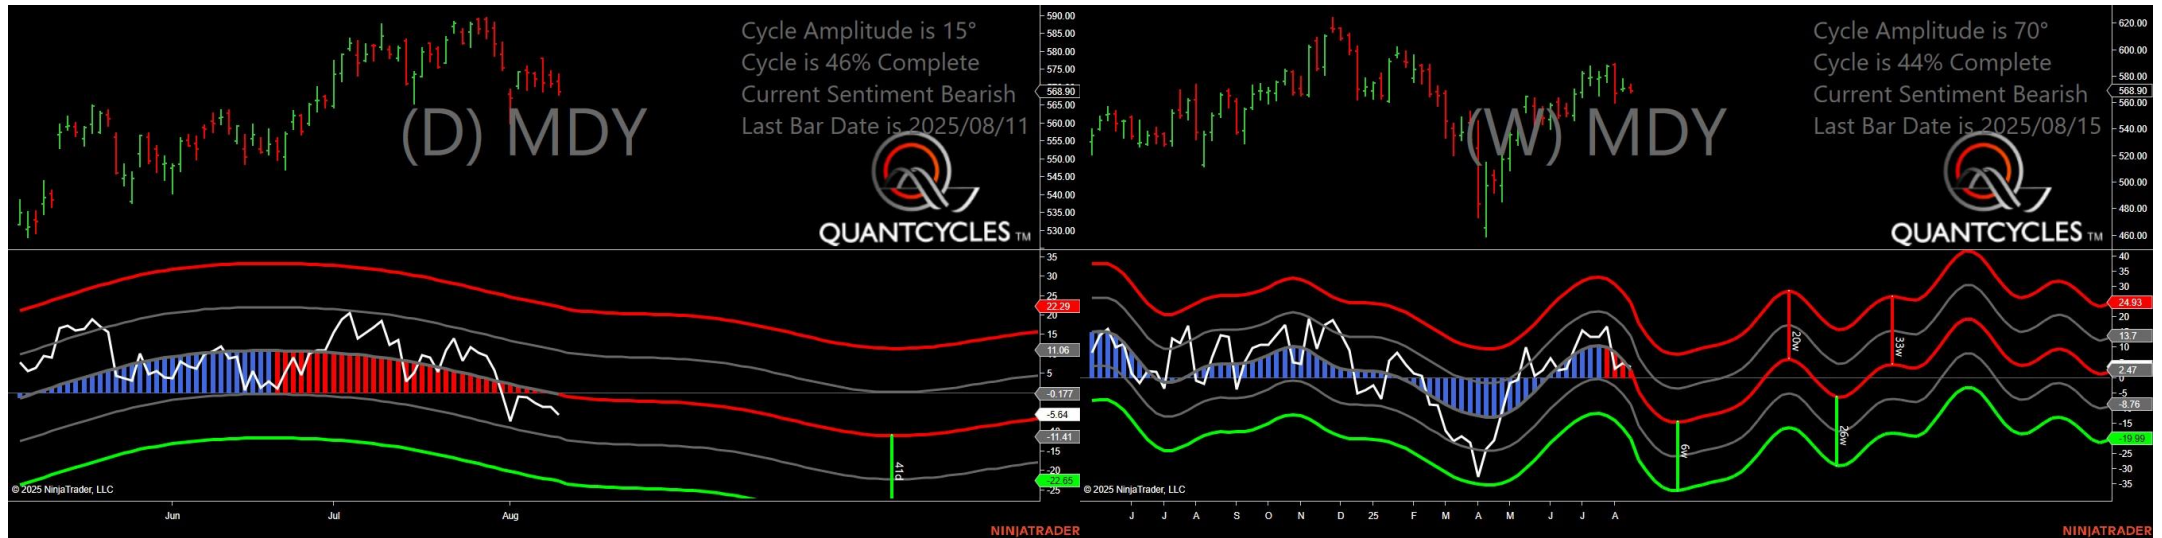 Cycle Amplitude is 15°
Cycle is 46% Complete
Current Sentiment Bearish
Last Bar Date is 2025/08/11
(D) MDY
QUANTCYCLES TM
590.00
585.00
580.00
575.00
568.90
565.00
560.00
555.00
550.00
545.00
540.00
535.00
530.00
35
30
25
22.29
20
15
11.06
5
-0.177
-5.64
-11.41
-15
-20
-22.65
-25
41d
© 2025 NinjaTrader, LLC
Jun Jul Aug
NINJATRADER
Cycle Amplitude is 70°
Cycle is 44% Complete
Current Sentiment Bearish
Last Bar Date is 2025/08/15
(W) MDY
QUANTCYCLES TM
620.00
600.00
580.00
568.90
560.00
540.00
520.00
500.00
480.00
460.00
40
35
30
24.93
20
13.7
10
2.47
-5
-8.76
-15
-19.99
-25
-30
-35
20w
33w
6w
26w
© 2025 NinjaTrader, LLC
J J A S O N D 25 F M A M J J A
NINJATRADER